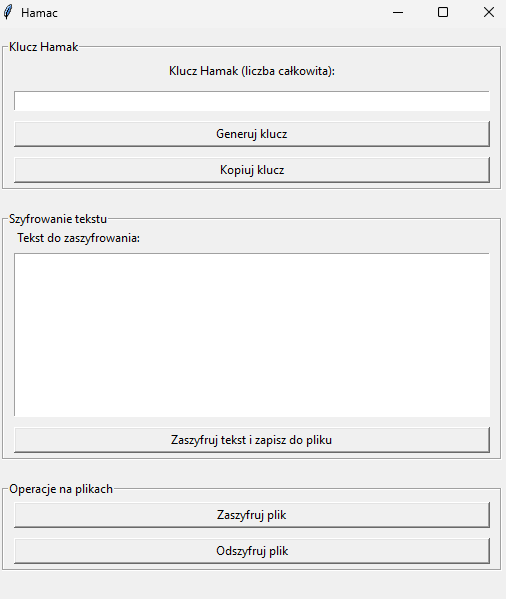 Hamac
Klucz Hamak
Klucz Hamak (liczba całkowita):
Generuj klucz
Kopiuj klucz
Szyfrowanie tekstu
Tekst do zaszyfrowania:
Zaszyfruj tekst i zapisz do pliku
Operacje na plikach
Zaszyfruj plik
Odszyfruj plik